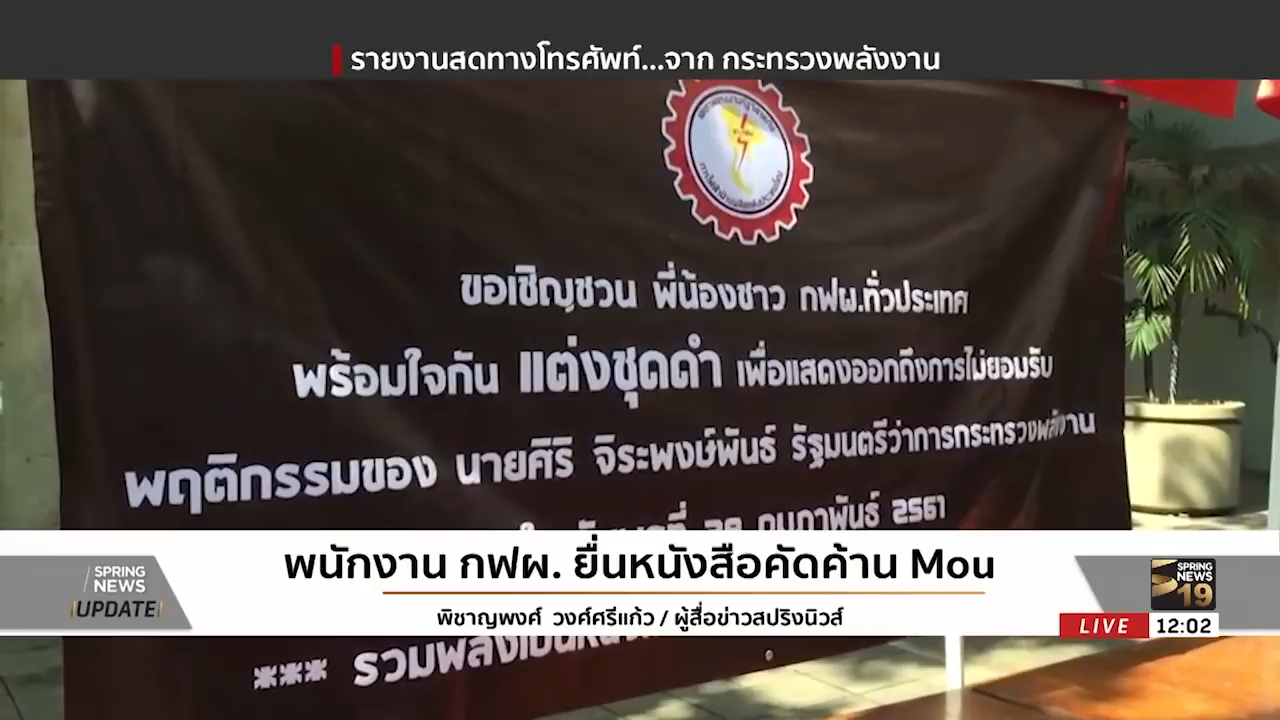 รายงานสดทางโทรศัพท์...จาก กระทรวงพลังงาน
ขอเชิญชวน พี่น้องชาว กฟผ.ทั่วประเทศ
พร้อมใจกัน แต่งชุดดำ เพื่อแสดงออกถึงการไม่ยอมรับ
พฤติกรรมของ นายศิริ จิระพงษ์พันธ์ รัฐมนตรีว่าการกระทรวงพลังงาน
กุมภาพันธ์ 2561
พนักงาน กฟผ. ยื่นหนังสือคัดค้าน Mou
พิชาญพงศ์ วงศ์ศรีแก้ว / ผู้สื่อข่าวสปริงนิวส์
SPRING
NEWS
UPDATE
SPRING
NEWS
19
LIVE 12:02
*** รวมพลังเป็น